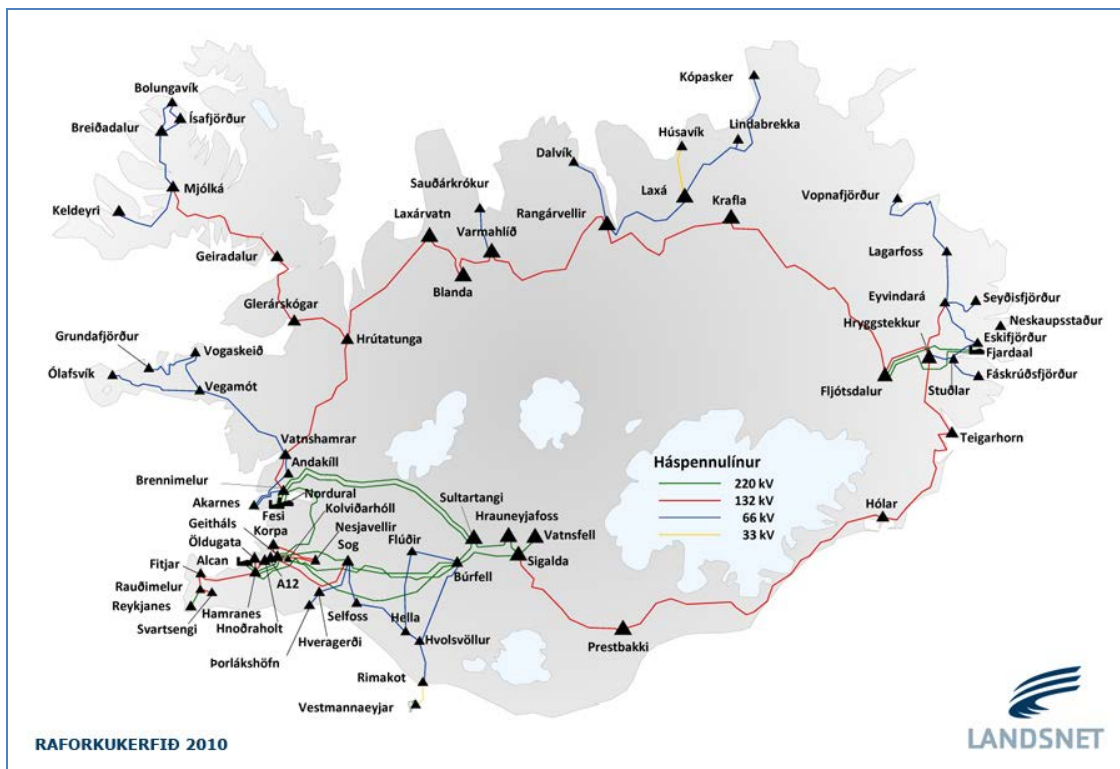 Bolungavík
Ísafjörður
Breiðadalur
Mjólká
Keldeyri
Geiradalur
Glerárskógar
Hrútatunga
Grundafjörður
Vogaskeið
Ólafsvík
Vegamót
Vatnshamrar
Andakíll
Brennimelur
Akarnes
Nordural
Fesi
Kolviðarhóll
Geitháls
Nesjavellir
Korpa
Öldugata
Sog
Alcan
Fitjar
A12
Rauðimelur
Reykjanes
Hamranes
Svartsengi
Hnoðraholt
Hveragerði
Þorlákshöfn
Selfoss
Flúðir
Hella
Búrfell
Hvolsvöllur
Rimakot
Vestmannaeyjar
Sultartangi
Hrauneyjafoss
Vatnsfell
Sigalda
Prestbakki
Sauðárkrókur
Laxárvatn
Varmahlíð
Blanda
Dalvík
Rangárvellir
Húsavík
Laxá
Kópasker
Lindabrekka
Krafla
Vopnafjörður
Lagarfoss
Eyvindará
Seyðisfjörður
Hryggstekkur
Neskaupsstaður
Eskifjörður
Fjardaal
Fljótsdalur
Stuðlar
Fáskrúðsfjörður
Teigarhorn
Hólar
Háspennulínur
220 kV
132 kV
66 kV
33 kV
RAFORKUKERFIÐ 2010
LANDSNET